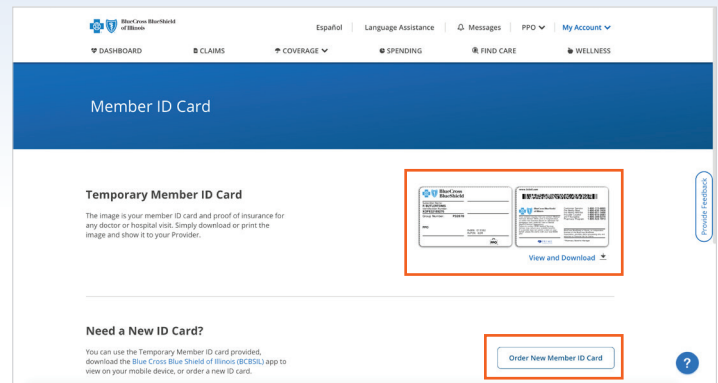 BlueCross BlueShield
of Illinois
Español
Language Assistance
Messages
PPO
My Account
DASHBOARD
CLAIMS
COVERAGE
SPENDING
FIND CARE
WELLNESS
Member ID Card
Temporary Member ID Card
The image is your member ID card and proof of insurance for
any doctor or hospital visit. Simply download or print the
image and show it to your Provider.
BlueCross
BlueShield
View and Download
Need a New ID Card?
You can use the Temporary Member ID card provided,
download the Blue Cross Blue Shield of Illinois (BCBSIL) app to
view on your mobile device, or order a new ID card.
Order New Member ID Card
Provide Feedback
?